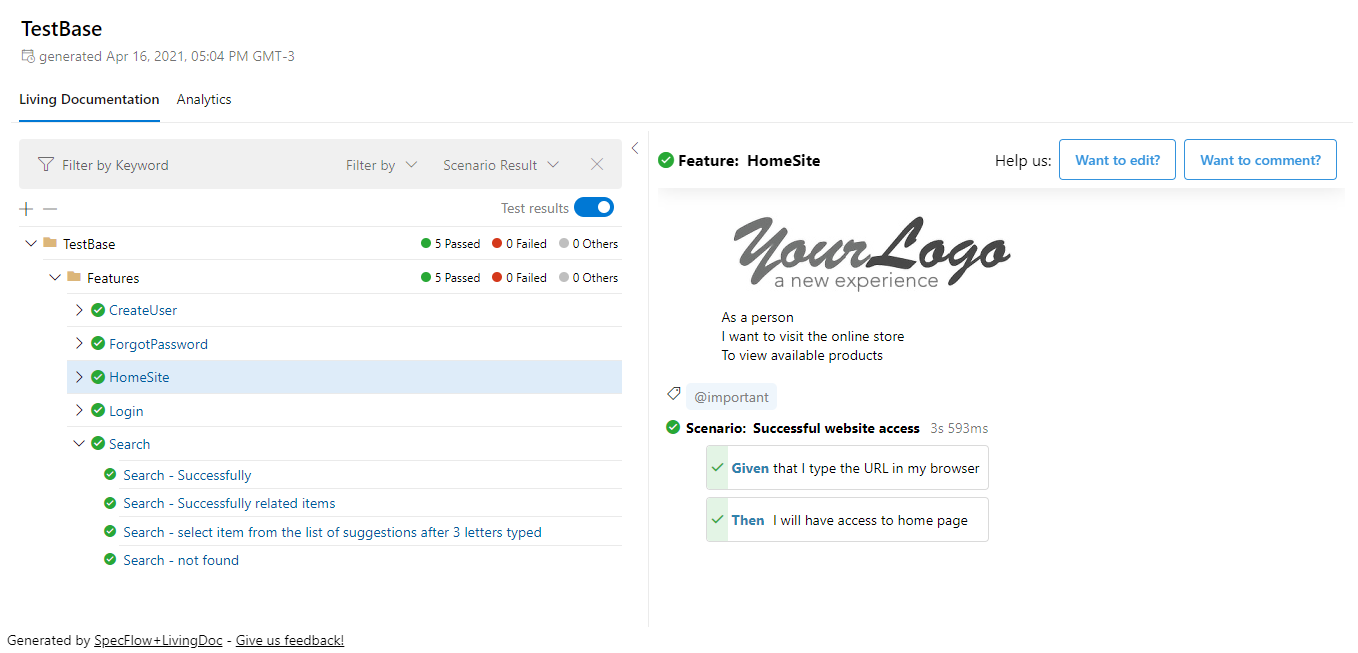 TestBase
generated Apr 16, 2021, 05:04 PM GMT-3
Living Documentation Analytics
Filter by Keyword Filter by Scenario Result
Test results
TestBase 5 Passed 0 Failed 0 Others
Features 5 Passed 0 Failed 0 Others
CreateUser
ForgotPassword
HomeSite
Login
Search
Search - Successfully
Search - Successfully related items
Search - select item from the list of suggestions after 3 letters typed
Search - not found
Feature: HomeSite Help us: Want to edit? Want to comment?
YourLogo
a new experience
As a person
I want to visit the online store
To view available products
@important
Scenario: Successful website access 3s 593ms
Given that I type the URL in my browser
Then I will have access to home page
Generated by SpecFlow+LivingDoc - Give us feedback!